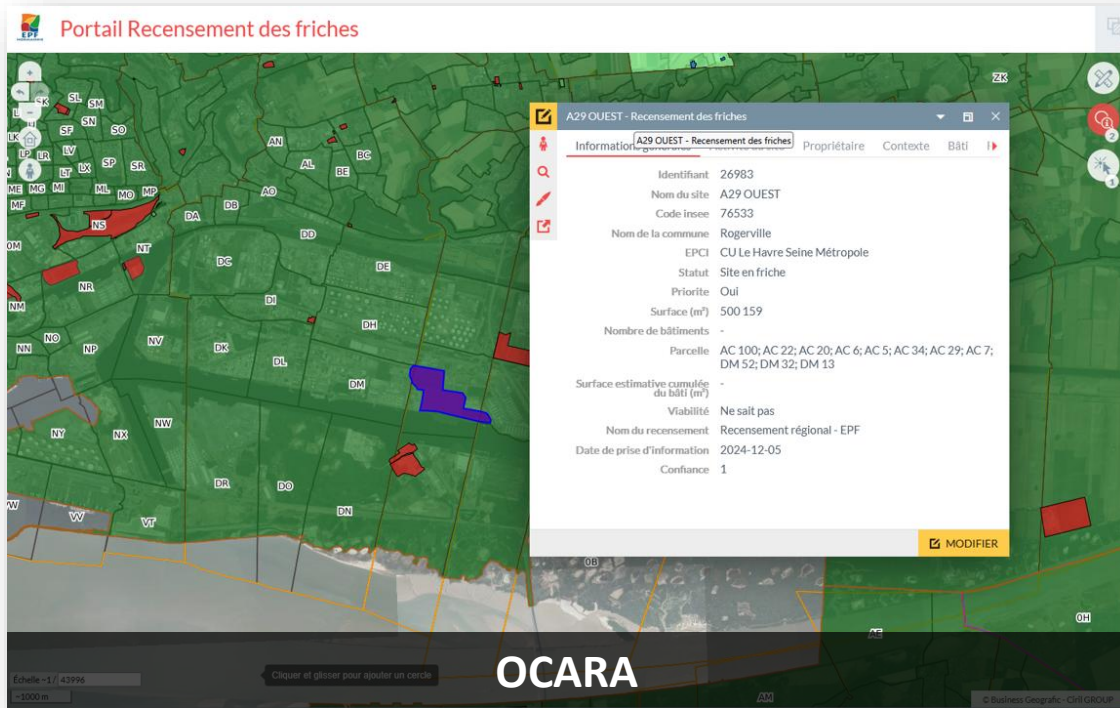 EPF
Portail Recensement des friches
A29 OUEST - Recensement des friches
Informations générales
A29 OUEST - Recensement des friches
Propriétaire
Contexte
Bâti
Identifiant 26983
Nom du site A29 OUEST
Code insee 76533
Nom de la commune Rogerville
EPCI CU Le Havre Seine Métropole
Statut Site en friche
Priorite Oui
Surface (m²) 500 159
Nombre de bâtiments -
Parcelle AC 100; AC 22; AC 20; AC 6; AC 5; AC 34; AC 29; AC 7;
DM 52; DM 32; DM 13
Surface estimative cumulée
du bâti (m²) -
Viabilité Ne sait pas
Nom du recensement Recensement régional - EPF
Date de prise d'information 2024-12-05
Confiance 1
MODIFIER
ZK
SK
SL
SM
SN
SF
SO
LK
LP
LR
LV
LT
LX
SP
SR
ME
MG
MI
ML
MO
MP
MF
AN
AL
BE
BC
AO
DB
DA
NS
OM
NT
DD
DC
DE
NR
NM
DI
DH
NO
NN
NP
NV
DK
DL
DM
NY
NX
NW
DR
DO
DN
VW
VV
VT
OB
OH
AE
AM
2
OCARA
Échelle ~1/ 43996
~1000 m
Cliquer et glisser pour ajouter un cercle
© Business Geografic - Ciril GROUP